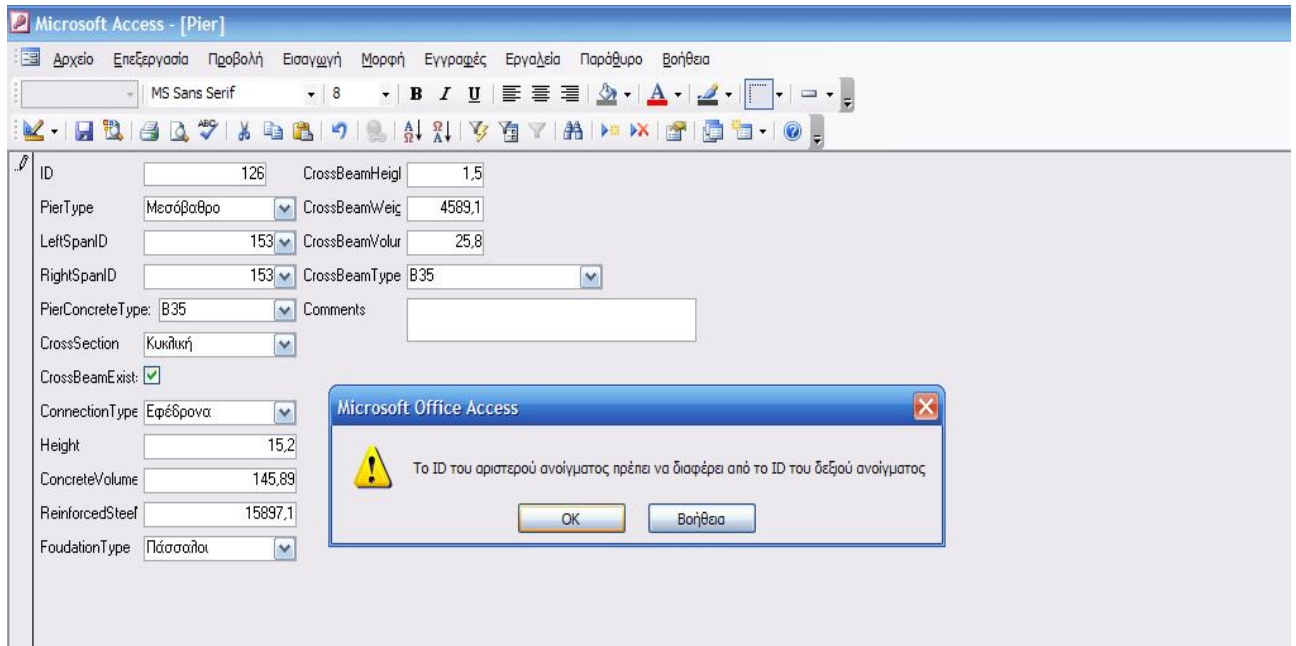 Microsoft Access - [Pier]
Αρχείο Επεξεργασία Προβολή Εισαγωγή Μορφή Εγγραφές Εργαλεία Παράθυρο Βοήθεια
MS Sans Serif 8 B I U A
ID 126 CrossBeamHeigl 1,5
PierType Μεσόβαθρο CrossBeamWeig 4589,1
LeftSpanID 153 CrossBeamVolur 25,8
RightSpanID 153 CrossBeamType B35
PierConcreteType: B35 Comments
CrossSection Κυκλική
CrossBeamExist:
ConnectionType Εφέδρονα
Height 15,2
ConcreteVolume 145,89
ReinforcedSteel 15897,1
FoudationType Πάσσαλοι
Microsoft Office Access
Το ID του αριστερού ανοίγματος πρέπει να διαφέρει από το ID του δεξιού ανοίγματος
OK Βοήθεια